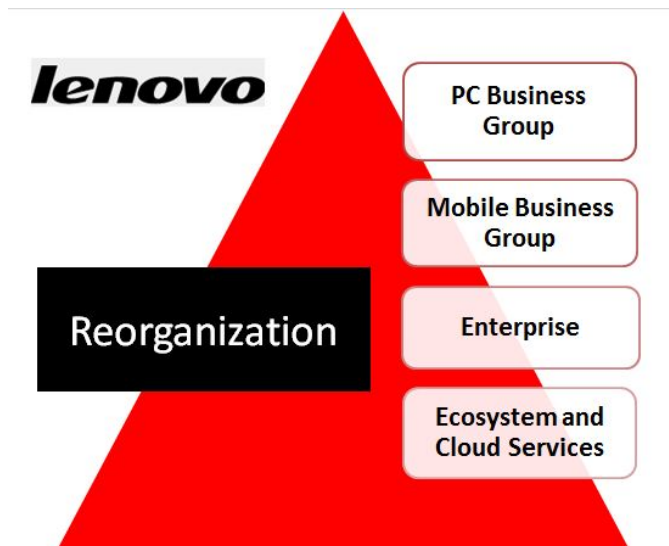 lenovo
PC Business
Group
Mobile Business
Group
Reorganization
Enterprise
Ecosystem and
Cloud Services